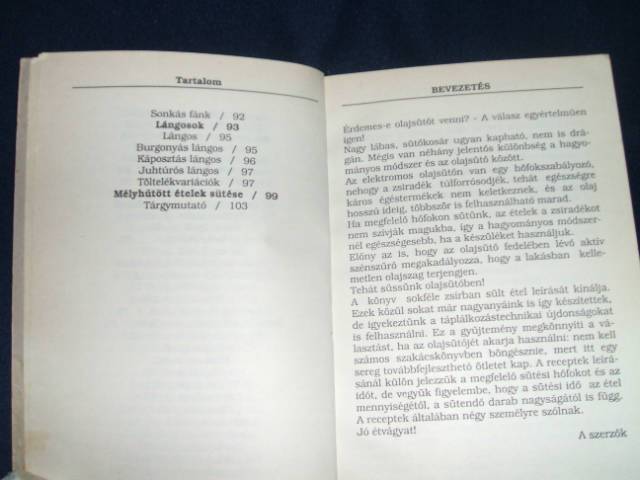 Tartalom
Sonkás fánk / 92
Lángosok / 93
Lángos / 95
Burgonyás lángos / 95
Káposztás lángos / 96
Juhtúrós lángos / 97
Töltelékvariációk / 97
Mélyhűtött ételek sütése / 99
Tárgymutató / 103
BEVEZETÉS
Érdemes-e olajsütőt venni? - A válasz egyértelműen
igen!
Nagy lábas, sütőkosár ugyan kapható, nem is drá-
gán. Mégis van néhány jelentős különbség a hagyo-
mányos módszer és az olajsütő között.
Az elektromos olajsütőn van egy hőfokszabályozó,
nehogy a zsiradék túlforrósodjék, tehát egészségre
káros égéstermékek nem keletkeznek, és az olaj
hosszú ideig, többször is felhasználható marad.
Ha megfelelő hőfokon sütünk, az ételek a zsiradékot
nem szívják magukba, így a hagyományos módszer-
nél egészségesebb, ha a készüléket használjuk.
Előny az is, hogy az olajsütő fedelében lévő aktív
szénszűrő megakadályozza, hogy a lakásban kelle-
metlen olajszag terjengjen.
Tehát süssünk olajsütőben!
A könyv sokféle zsírban sült étel leírását kínálja.
Ezek közül sokat már nagyanyáink is így készítettek,
de igyekeztünk a táplálkozástechnikai újdonságokat
is felhasználni. Ez a gyűjtemény megkönnyíti a vá-
lasztást, ha az olajsütőjét akarja használni: nem kell
számos szakácskönyvben böngésznie, mert itt egy
sereg továbbfejleszthető ötletet kap. A receptek leírá-
sánál külön jelezzük a megfelelő sütési hőfokot és az
időt, de vegyük figyelembe, hogy a sütési idő az étel
mennyiségétől, a sütendő darab nagyságától is függ.
A receptek általában négy személyre szólnak.
Jó étvágyat!
A szerzők